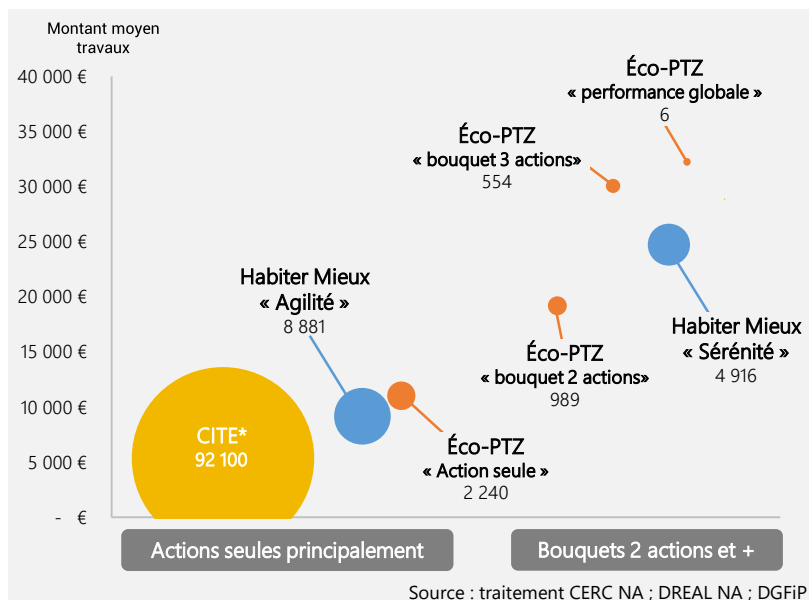 Montant moyen
travaux
40 000 €
35 000 €
30 000 €
25 000 €
20 000 €
15 000 €
10 000 €
5 000 €
- €
Éco-PTZ
« performance globale »
6
Éco-PTZ
« bouquet 3 actions»
554
Habiter Mieux
« Agilité »
8 881
Habiter Mieux
« Sérénité »
4 916
Éco-PTZ
« bouquet 2 actions»
989
CITE*
92 100
Éco-PTZ
« Action seule »
2 240
Actions seules principalement
Bouquets 2 actions et +
Source : traitement CERC NA ; DREAL NA ; DGFiP